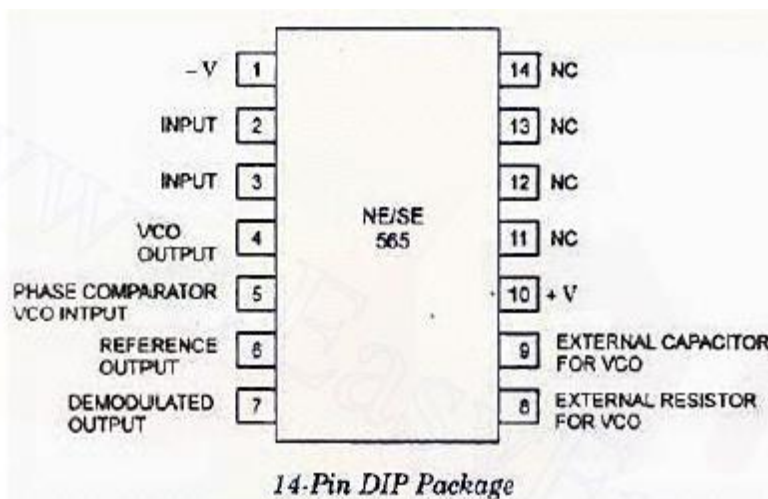 – V 1
INPUT 2
INPUT 3
VCO
OUTPUT 4
PHASE COMPARATOR
VCO INTPUT 5
REFERENCE
OUTPUT 6
DEMODULATED
OUTPUT 7
NE/SE
565
14 NC
13 NC
12 NC
11 NC
10 + V
9 EXTERNAL CAPACITOR
FOR VCO
8 EXTERNAL RESISTOR
FOR VCO
14-Pin DIP Package